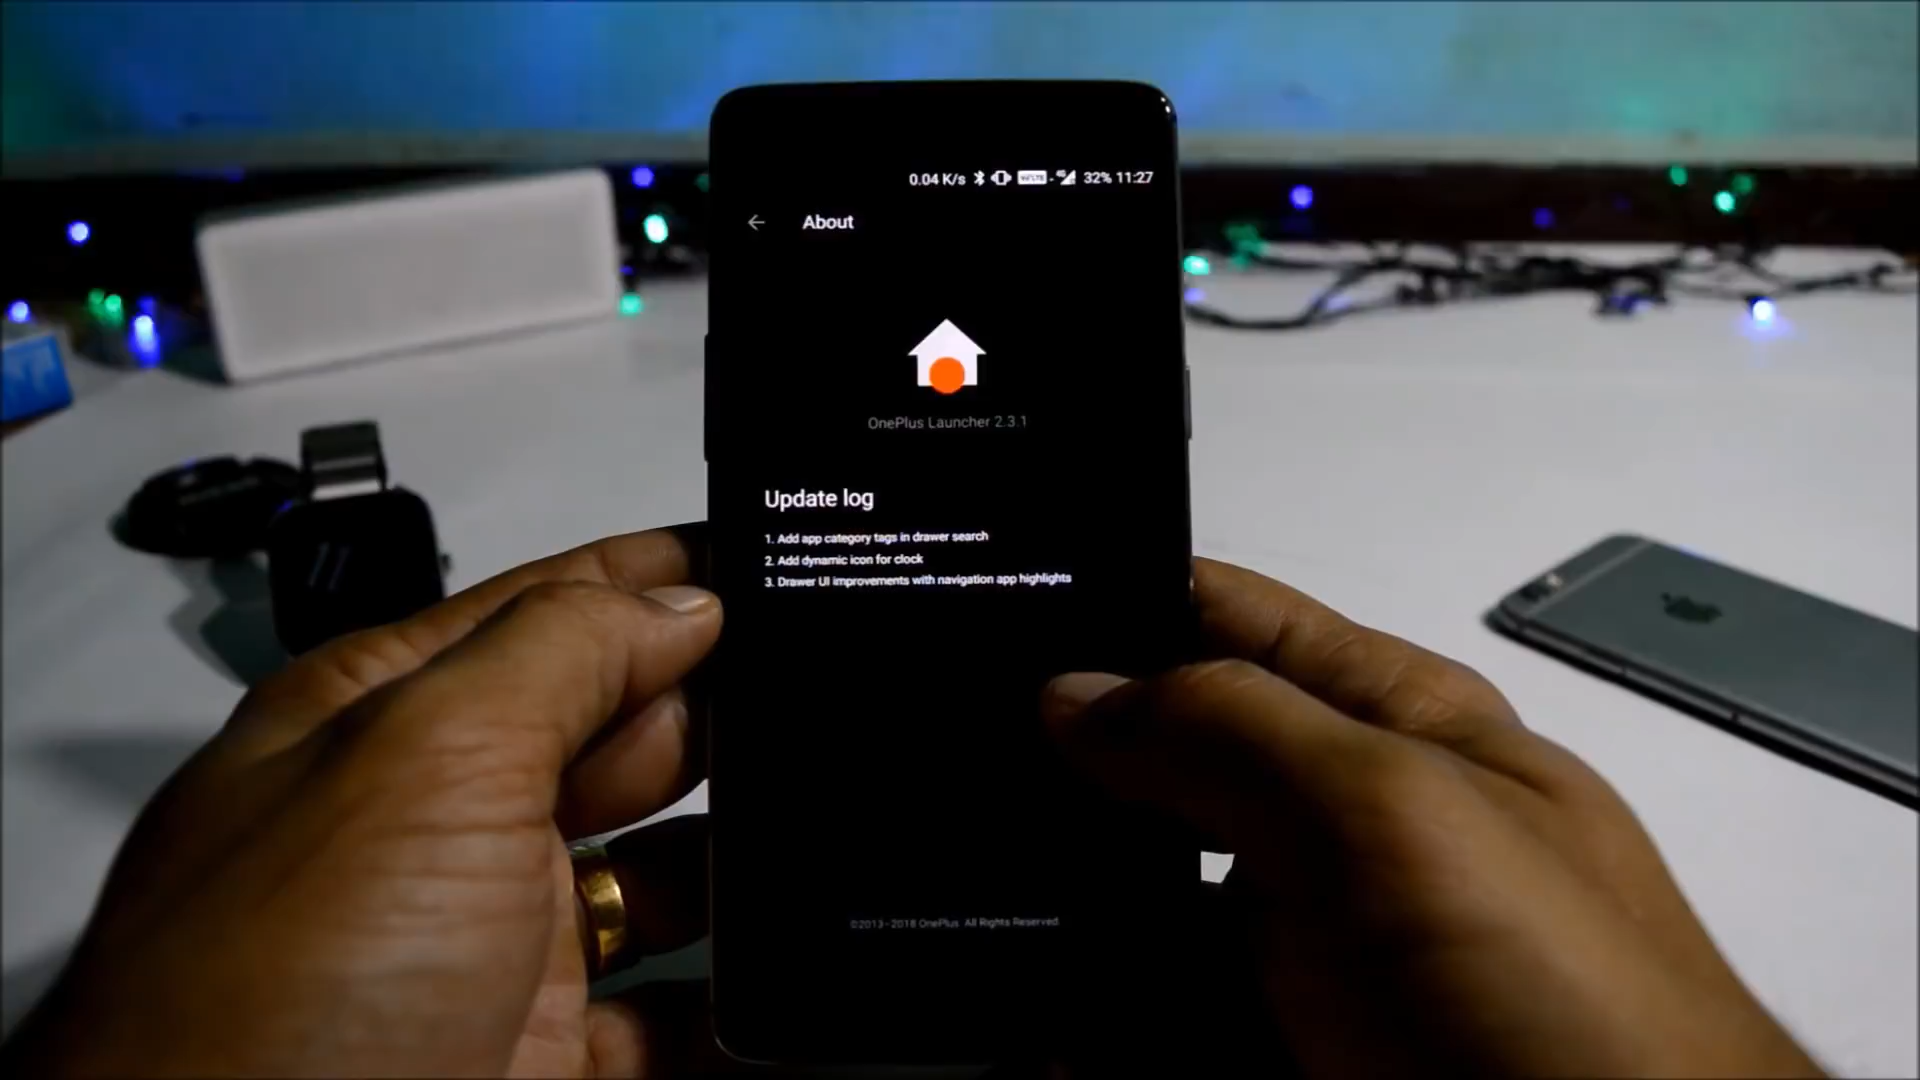 0.04 K/s VoLTE 4G 32% 11:27
About
OnePlus Launcher 2.3.1
Update log
1. Add app category tags in drawer search
2. Add dynamic icon for clock
3. Drawer UI improvements with navigation app highlights
©2013-2018 OnePlus. All Rights Reserved.